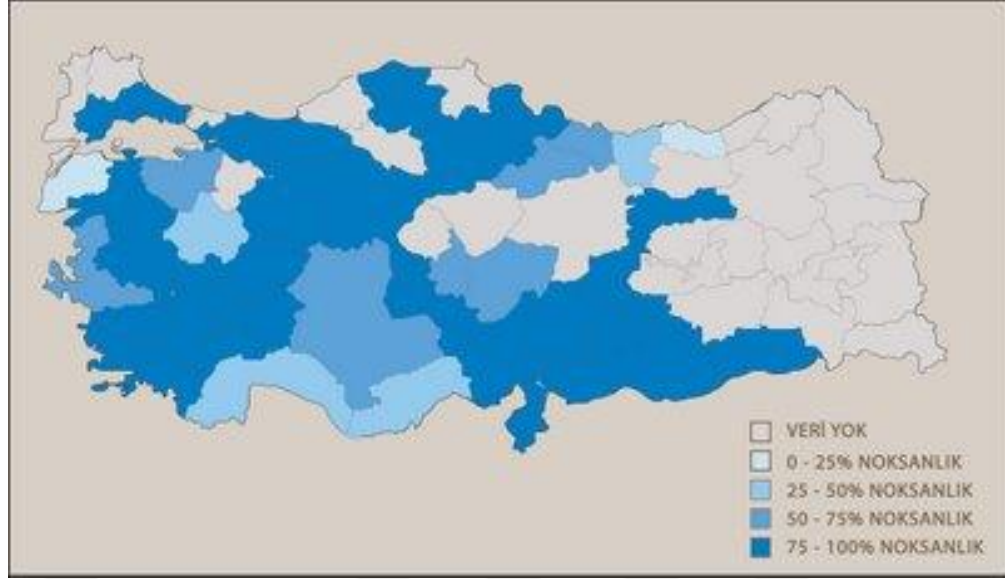 VERİ YOK
0 - 25% NOKSANLIK
25 - 50% NOKSANLIK
50 - 75% NOKSANLIK
75 - 100% NOKSANLIK